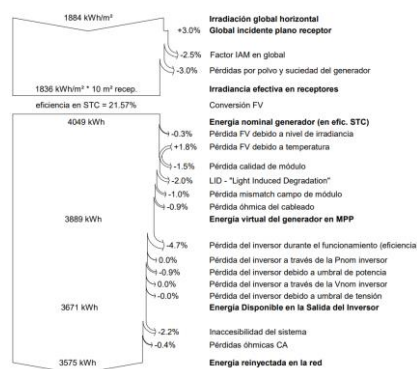 1884 kWh/m² Irradiación global horizontal
+3.0% Global incidente plano receptor
-2.5% Factor IAM en global
-3.0% Pérdidas por polvo y suciedad del generador
1836 kWh/m² * 10 m² recep. Irradiancia efectiva en receptores
eficiencia en STC = 21.57% Conversión FV
4049 kWh Energía nominal generador (en efic. STC)
-0.3% Pérdida FV debido a nivel de irradiancia
+1.8% Pérdida FV debido a temperatura
-1.5% Pérdida calidad de módulo
-2.0% LID - "Light Induced Degradation"
-1.0% Pérdida mismatch campo de módulo
-0.9% Pérdida óhmica del cableado
3889 kWh Energía virtual del generador en MPP
-4.7% Pérdida del inversor durante el funcionamiento (eficiencia
0.0% Pérdida del inversor a través de la Pnom inversor
-0.9% Pérdida del inversor debido a umbral de potencia
0.0% Pérdida del inversor a través de la Vnom inversor
-0.0% Pérdida del inversor debido a umbral de tensión
3671 kWh Energía Disponible en la Salida del Inversor
-2.2% Inaccesibilidad del sistema
-0.4% Pérdidas óhmicas CA
3575 kWh Energía reinyectada en la red